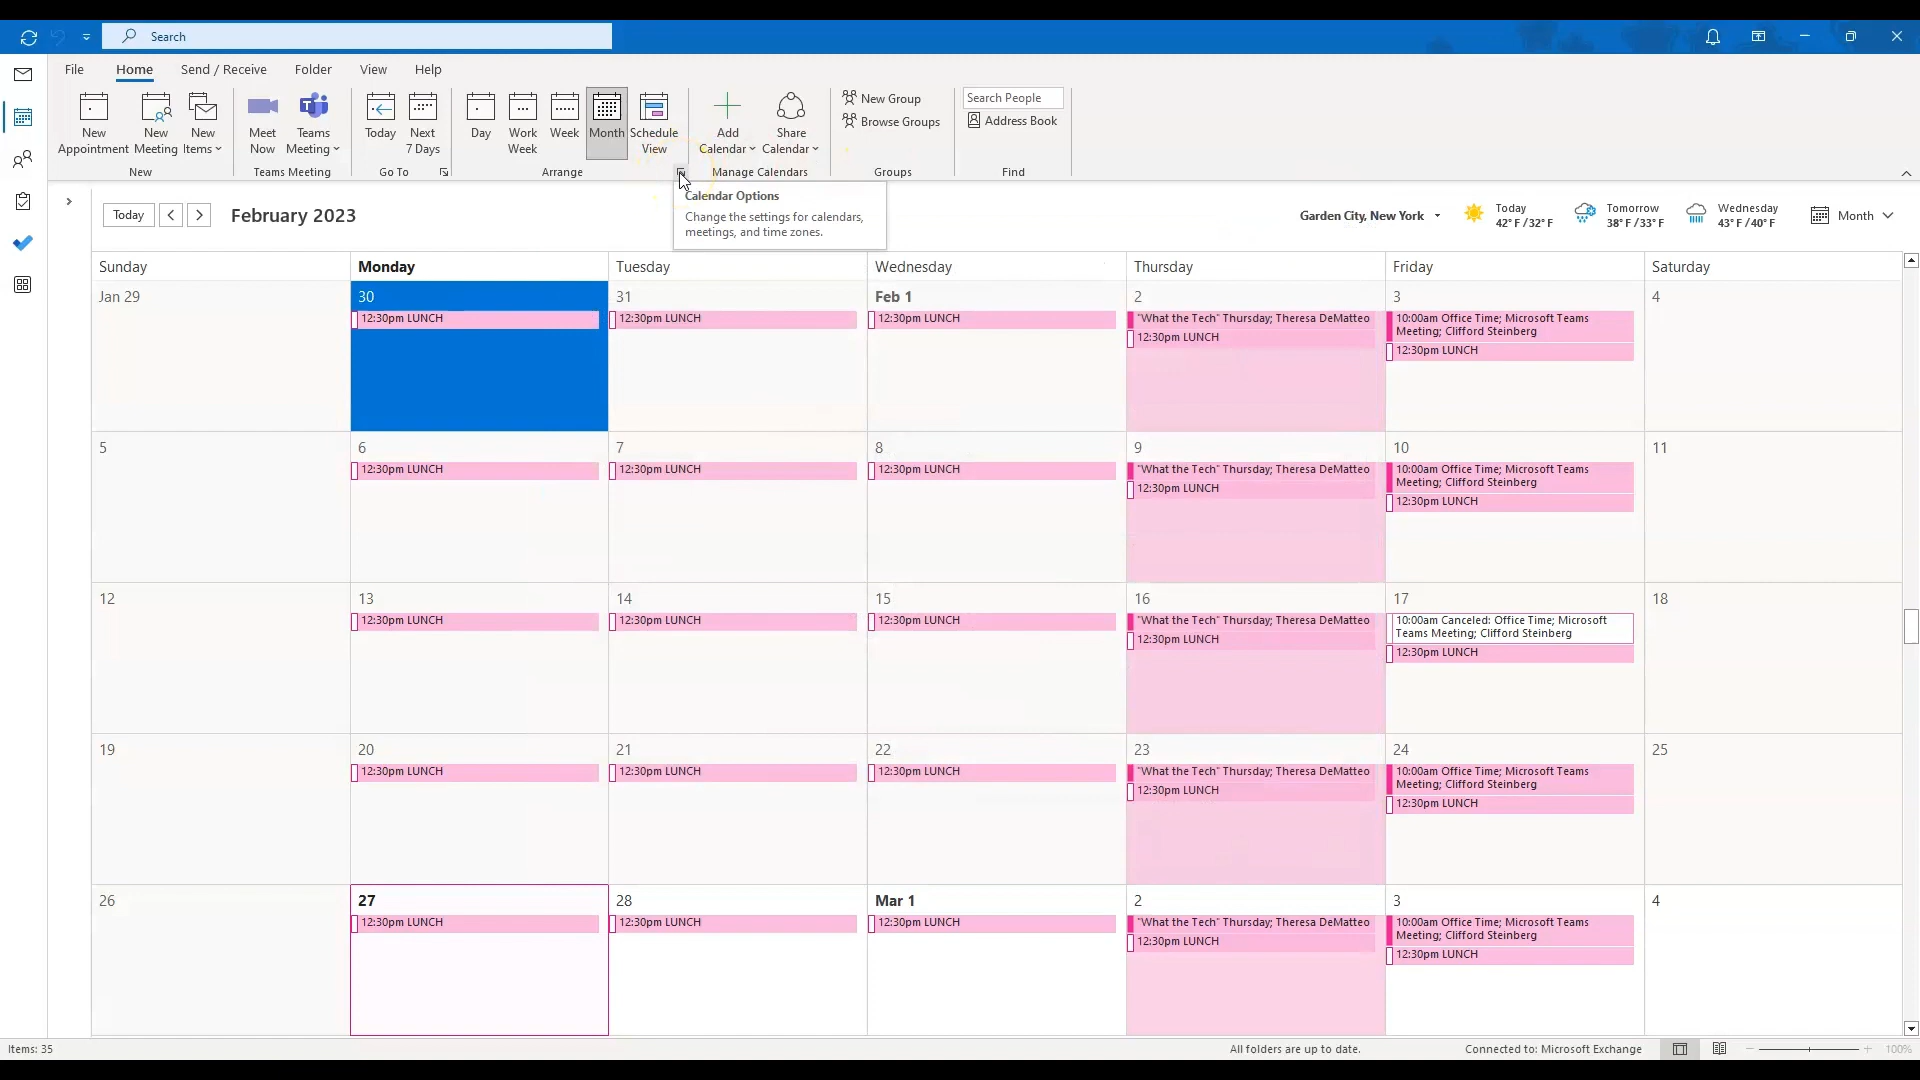 Search
File Home Send / Receive Folder View Help
New
Appointment
New
Meeting
New
Items
New
Meet
Now
Teams
Meeting
Teams Meeting
Today
Next
7 Days
Go To
Day
Work
Week
Week
Month
Schedule
View
Arrange
Add
Calendar
Share
Calendar
Manage Calendars
New Group
Browse Groups
Groups
Search People
Address Book
Find
Calendar Options
Change the settings for calendars,
meetings, and time zones.
Today
February 2023
Garden City, New York
Today
42° F / 32° F
Tomorrow
38° F / 33° F
Wednesday
43° F / 40° F
Month
Sunday Monday Tuesday Wednesday Thursday Friday Saturday
Jan 29 30 31 Feb 1 2 3 4
12:30pm LUNCH
12:30pm LUNCH
12:30pm LUNCH
"What the Tech" Thursday; Theresa DeMatteo
12:30pm LUNCH
10:00am Office Time; Microsoft Teams
Meeting; Clifford Steinberg
12:30pm LUNCH
5 6 7 8 9 10 11
12:30pm LUNCH
12:30pm LUNCH
12:30pm LUNCH
"What the Tech" Thursday; Theresa DeMatteo
12:30pm LUNCH
10:00am Office Time; Microsoft Teams
Meeting; Clifford Steinberg
12:30pm LUNCH
12 13 14 15 16 17 18
12:30pm LUNCH
12:30pm LUNCH
12:30pm LUNCH
"What the Tech" Thursday; Theresa DeMatteo
12:30pm LUNCH
10:00am Canceled: Office Time; Microsoft
Teams Meeting; Clifford Steinberg
12:30pm LUNCH
19 20 21 22 23 24 25
12:30pm LUNCH
12:30pm LUNCH
12:30pm LUNCH
"What the Tech" Thursday; Theresa DeMatteo
12:30pm LUNCH
10:00am Office Time; Microsoft Teams
Meeting; Clifford Steinberg
12:30pm LUNCH
26 27 28 Mar 1 2 3 4
12:30pm LUNCH
12:30pm LUNCH
12:30pm LUNCH
"What the Tech" Thursday; Theresa DeMatteo
12:30pm LUNCH
10:00am Office Time; Microsoft Teams
Meeting; Clifford Steinberg
12:30pm LUNCH
Items: 35
All folders are up to date.
Connected to: Microsoft Exchange
100%